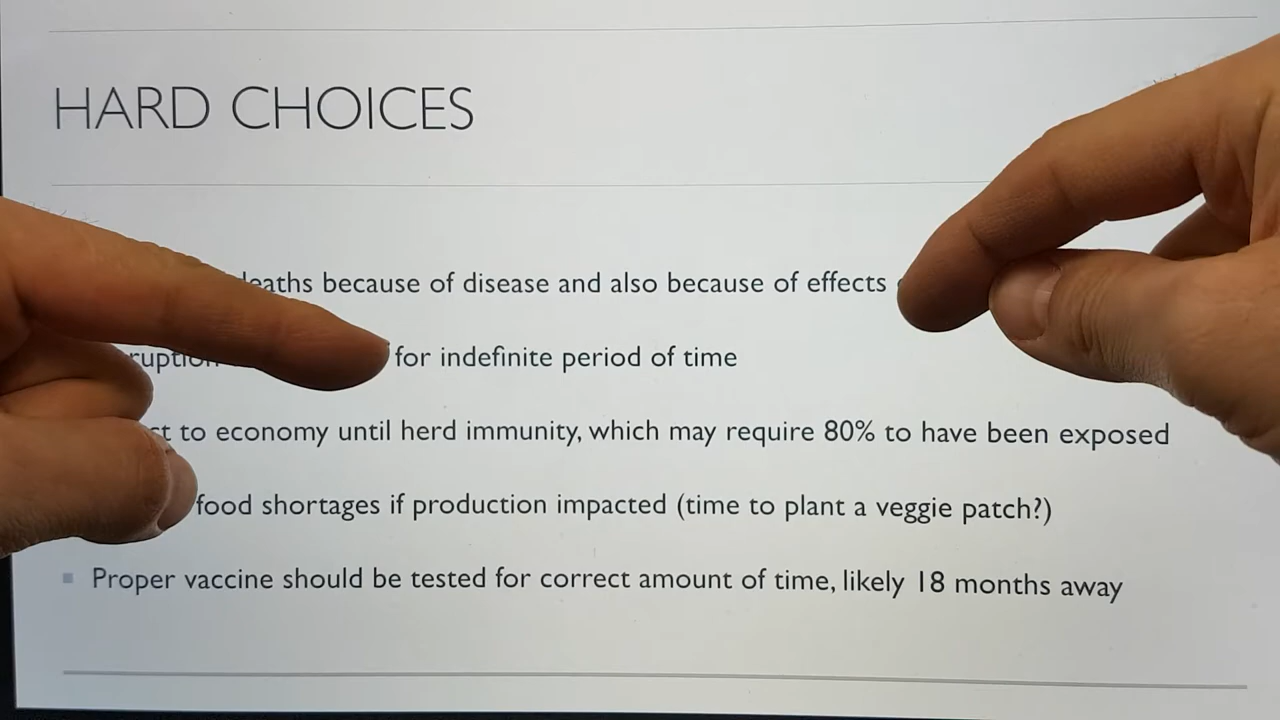 HARD CHOICES
because of disease and also because of effects
for indefinite period of time
to economy until herd immunity, which may require 80% to have been exposed
food shortages if production impacted (time to plant a veggie patch?)
Proper vaccine should be tested for correct amount of time, likely 18 months away